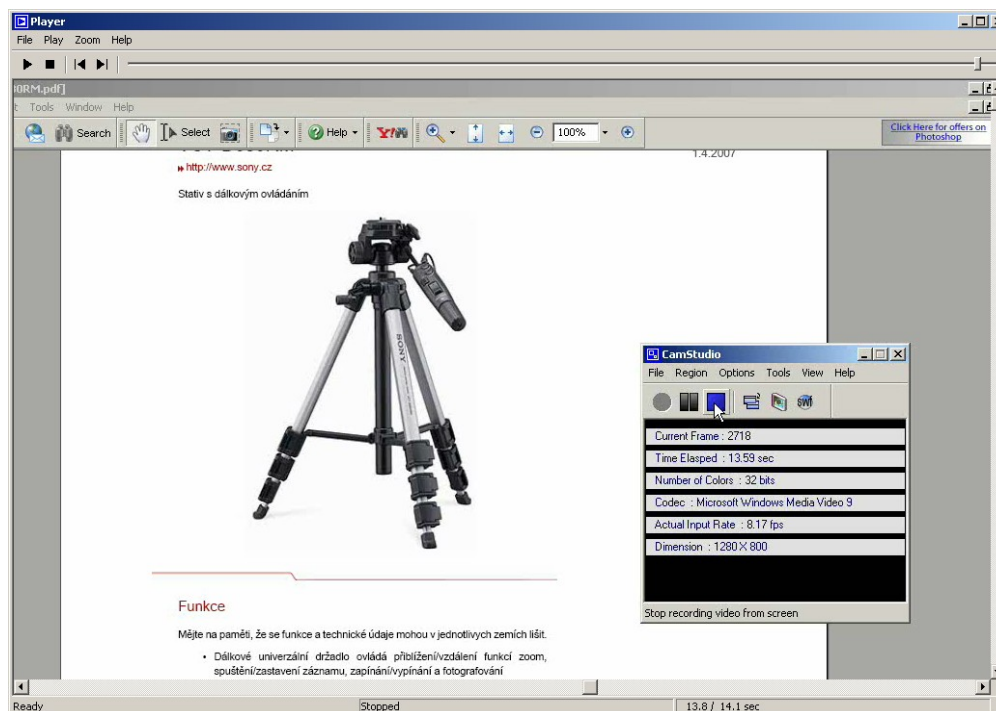 Player
File Play Zoom Help
80RM.pdf]
t Tools Window Help
Search Select Help Y! 100% Click Here for offers on
Photoshop
1.4.2007
http://www.sony.cz
Stativ s dálkovým ovládáním
SONY
CamStudio
File Region Options Tools View Help
SWF
Current Frame : 2718
Time Elasped : 13.59 sec
Number of Colors : 32 bits
Codec : Microsoft Windows Media Video 9
Actual Input Rate : 8.17 fps
Dimension : 1280 X 800
Stop recording video from screen
Funkce
Mějte na paměti, že se funkce a technické údaje mohou v jednotlivych zemích lišit.
• Dálkové univerzální držadlo ovládá přiblížení/vzdálení funkcí zoom,
spuštění/zastavení záznamu, zapínání/vypínání a fotografování
Ready Stopped 13.8 / 14.1 sec